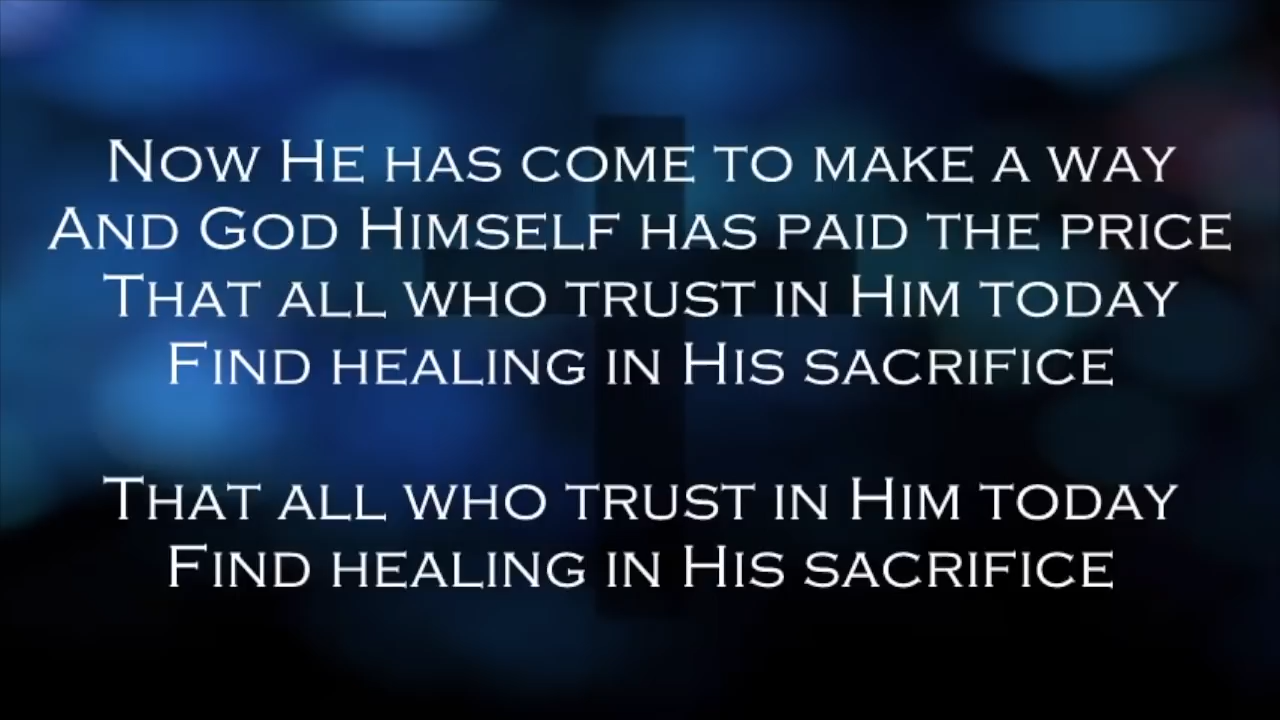 Now He has come to make a way
And God Himself has paid the price
That all who trust in Him today
Find healing in His sacrifice
That all who trust in Him today
Find healing in His sacrifice